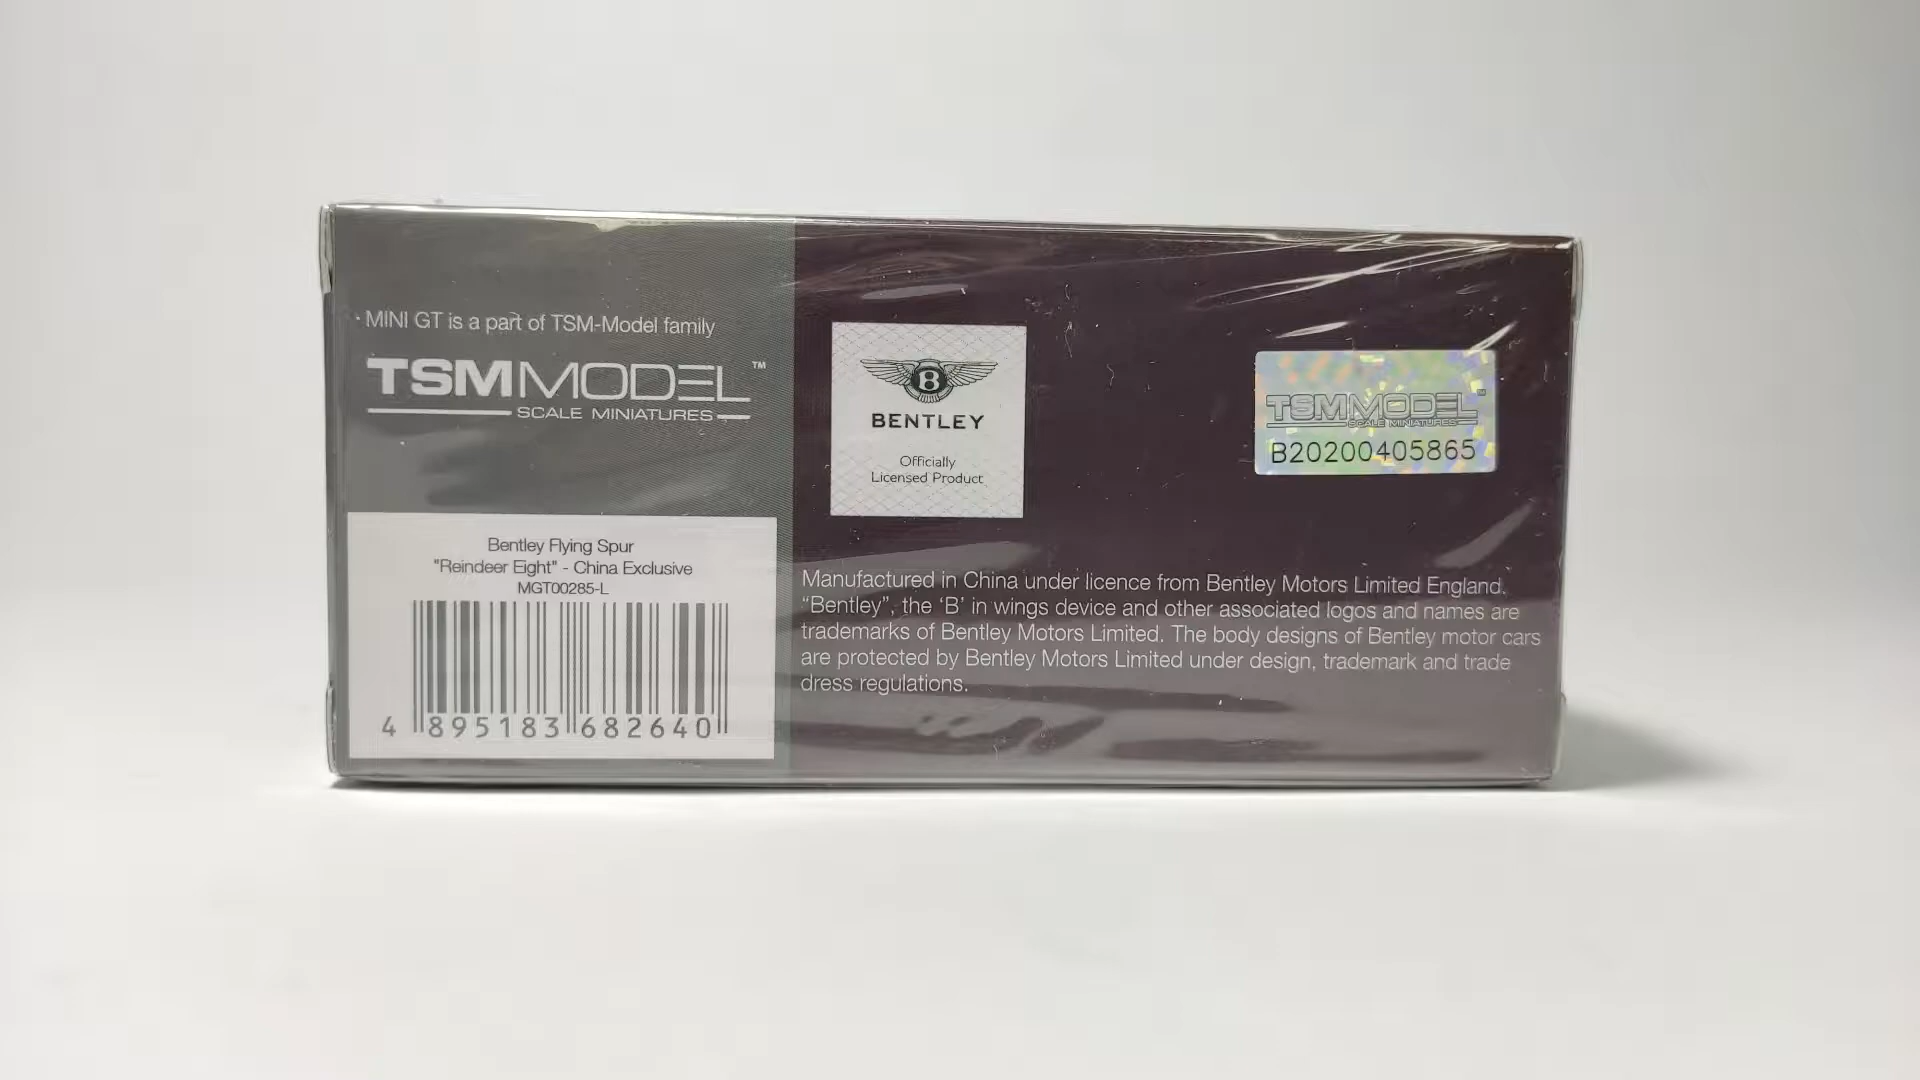 MINI GT is a part of TSM-Model family
TSMMODEL™
SCALE MINIATURES
Bentley Flying Spur
"Reindeer Eight" - China Exclusive
MGT00285-L
4 895183 682640
B
BENTLEY
Officially
Licensed Product
TSMMODEL™
SCALE MINIATURES
B20200405865
Manufactured in China under licence from Bentley Motors Limited England.
“Bentley”, the ‘B’ in wings device and other associated logos and names are
trademarks of Bentley Motors Limited. The body designs of Bentley motor cars
are protected by Bentley Motors Limited under design, trademark and trade
dress regulations.